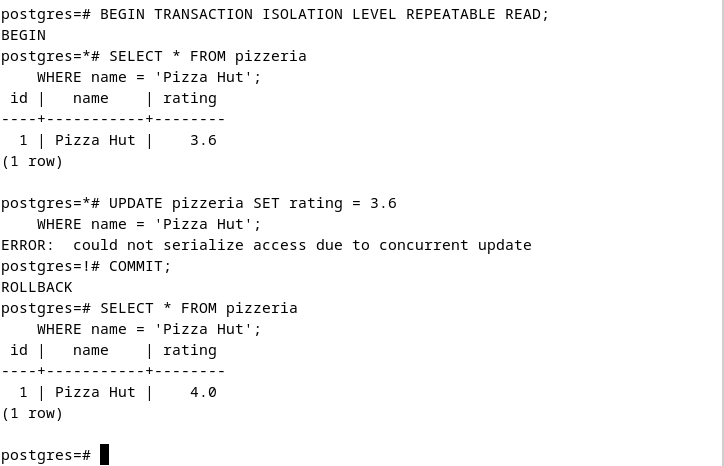 postgres=# BEGIN TRANSACTION ISOLATION LEVEL REPEATABLE READ;
BEGIN
postgres=*# SELECT * FROM pizzeria
    WHERE name = 'Pizza Hut';
 id |   name    | rating
----+-----------+--------
  1 | Pizza Hut |    3.6
(1 row)

postgres=*# UPDATE pizzeria SET rating = 3.6
    WHERE name = 'Pizza Hut';
ERROR:  could not serialize access due to concurrent update
postgres=!# COMMIT;
ROLLBACK
postgres=# SELECT * FROM pizzeria
    WHERE name = 'Pizza Hut';
 id |   name    | rating
----+-----------+--------
  1 | Pizza Hut |    4.0
(1 row)

postgres=#